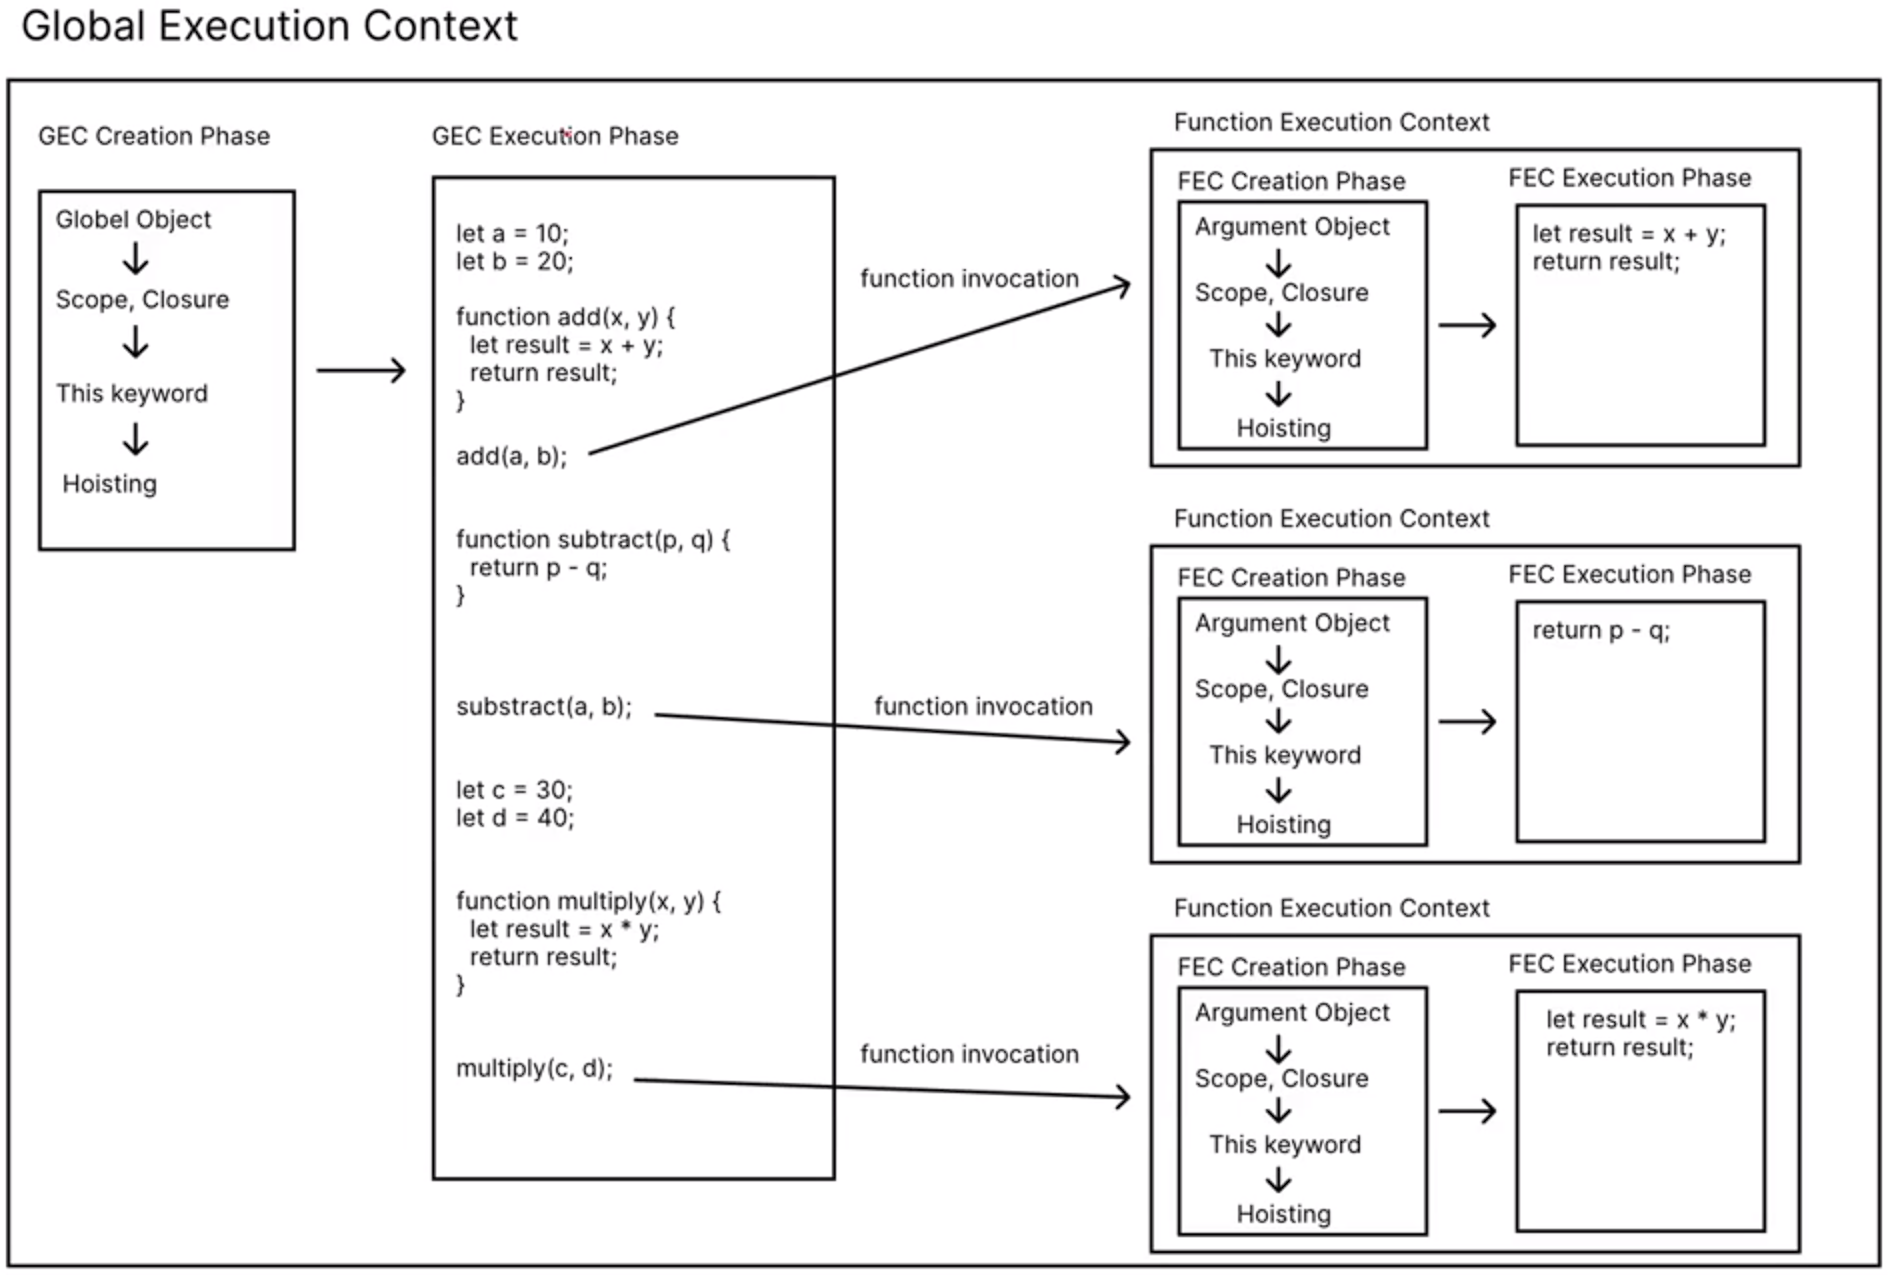 Global Execution Context
GEC Creation Phase
Globel Object
Scope, Closure
This keyword
Hoisting
GEC Execution Phase
let a = 10;
let b = 20;
function add(x, y) {
let result = x + y;
return result;
}
add(a, b);
function subtract(p, q) {
return p - q;
}
substract(a, b);
let c = 30;
let d = 40;
function multiply(x, y) {
let result = x * y;
return result;
}
multiply(c, d);
function invocation
Function Execution Context
FEC Creation Phase
Argument Object
Scope, Closure
This keyword
Hoisting
FEC Execution Phase
let result = x + y;
return result;
function invocation
Function Execution Context
FEC Creation Phase
Argument Object
Scope, Closure
This keyword
Hoisting
FEC Execution Phase
return p - q;
function invocation
Function Execution Context
FEC Creation Phase
Argument Object
Scope, Closure
This keyword
Hoisting
FEC Execution Phase
let result = x * y;
return result;